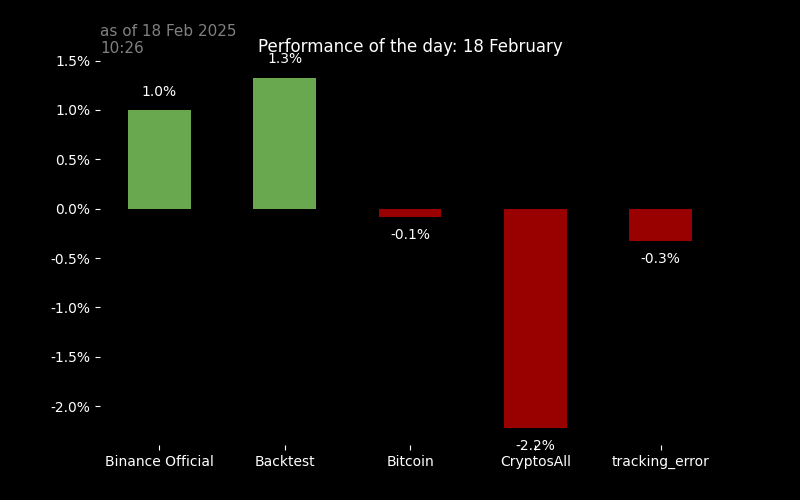 as of 18 Feb 2025
10:26
Performance of the day: 18 February
1.5%
1.0%
0.5%
0.0%
-0.5%
-1.0%
-1.5%
-2.0%
1.0%
1.3%
-0.1%
-2.2%
-0.3%
Binance Official
Backtest
Bitcoin
CryptosAll
tracking_error